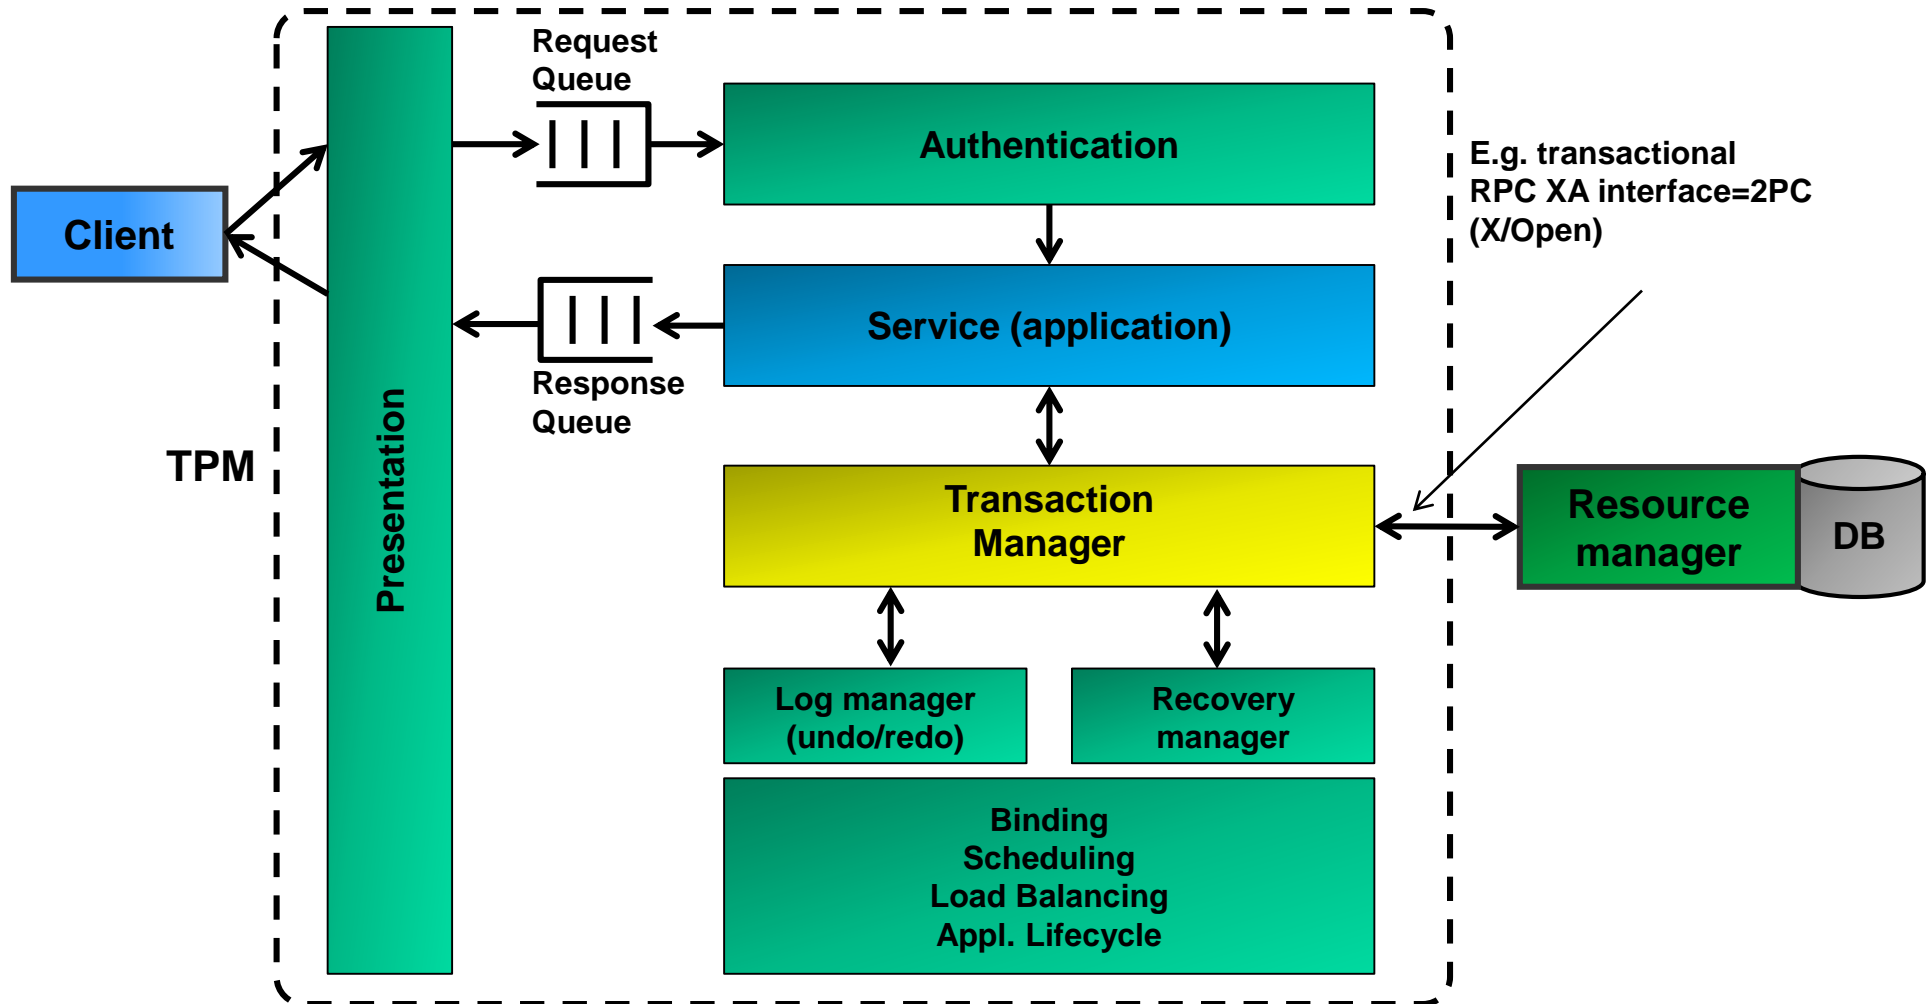 Request
Queue
Authentication
E.g. transactional
RPC XA interface=2PC
(X/Open)
Client
Service (application)
Response
Queue
Presentation
TPM
Transaction
Manager
Resource
manager
DB
Log manager
(undo/redo)
Recovery
manager
Binding
Scheduling
Load Balancing
Appl. Lifecycle